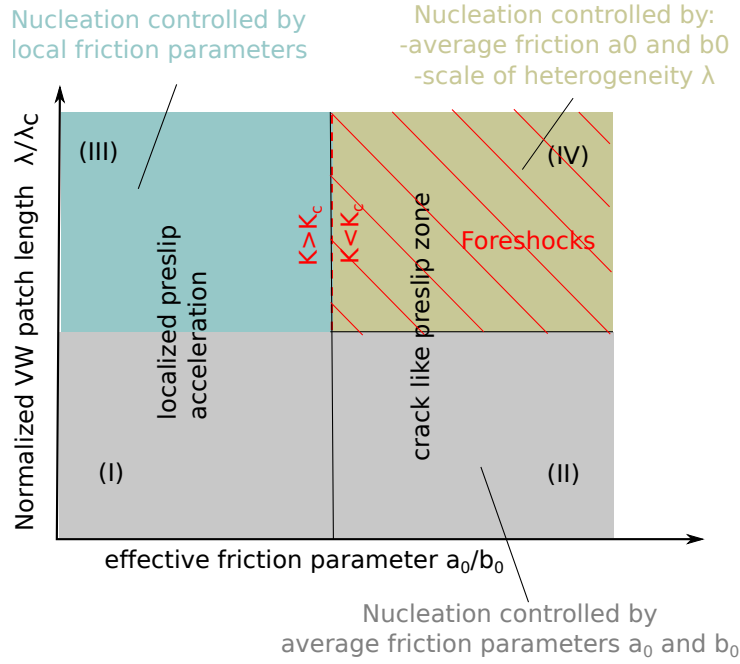 Nucleation controlled by
local friction parameters
Nucleation controlled by:
-average friction a0 and b0
-scale of heterogeneity λ
Normalized VW patch length λ/λc
(III)
(IV)
K>Kc
K<Kc
Foreshocks
localized preslip
acceleration
crack like preslip zone
(I)
(II)
effective friction parameter a₀/b₀
Nucleation controlled by
average friction parameters a₀ and b₀